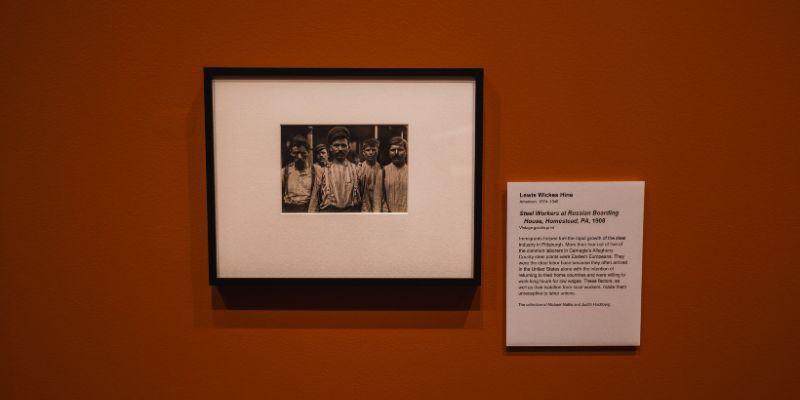 Lewis Wickes Hine
American, 1874-1940
Steel Workers at Russian Boarding
House, Homestead, PA, 1908
Vintage gelatin print
Immigrants helped fuel the rapid growth of the steel
industry in Pittsburgh. More than four out of five of
the common laborers in Carnegie's Allegheny
County steel plants were Eastern Europeans. They
were the ideal labor base because they often arrived
in the United States alone with the intention of
returning to their home countries and were willing to
work long hours for low wages. These factors, as
well as their isolation from local workers, made them
unreceptive to labor unions.
The collection of Michael Mattis and Judith Hochberg